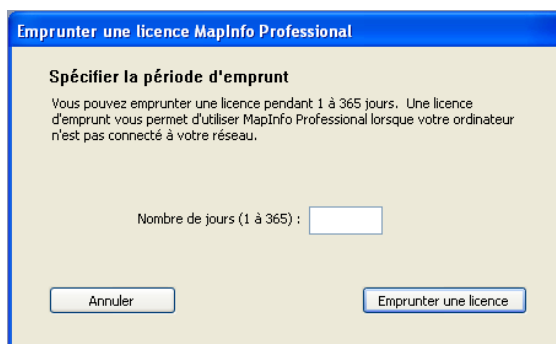 Emprunter une licence MapInfo Professional
Spécifier la période d'emprunt
Vous pouvez emprunter une licence pendant 1 à 365 jours. Une licence
d'emprunt vous permet d'utiliser MapInfo Professional lorsque votre ordinateur
n'est pas connecté à votre réseau.
Nombre de jours (1 à 365) :
Annuler
Emprunter une licence